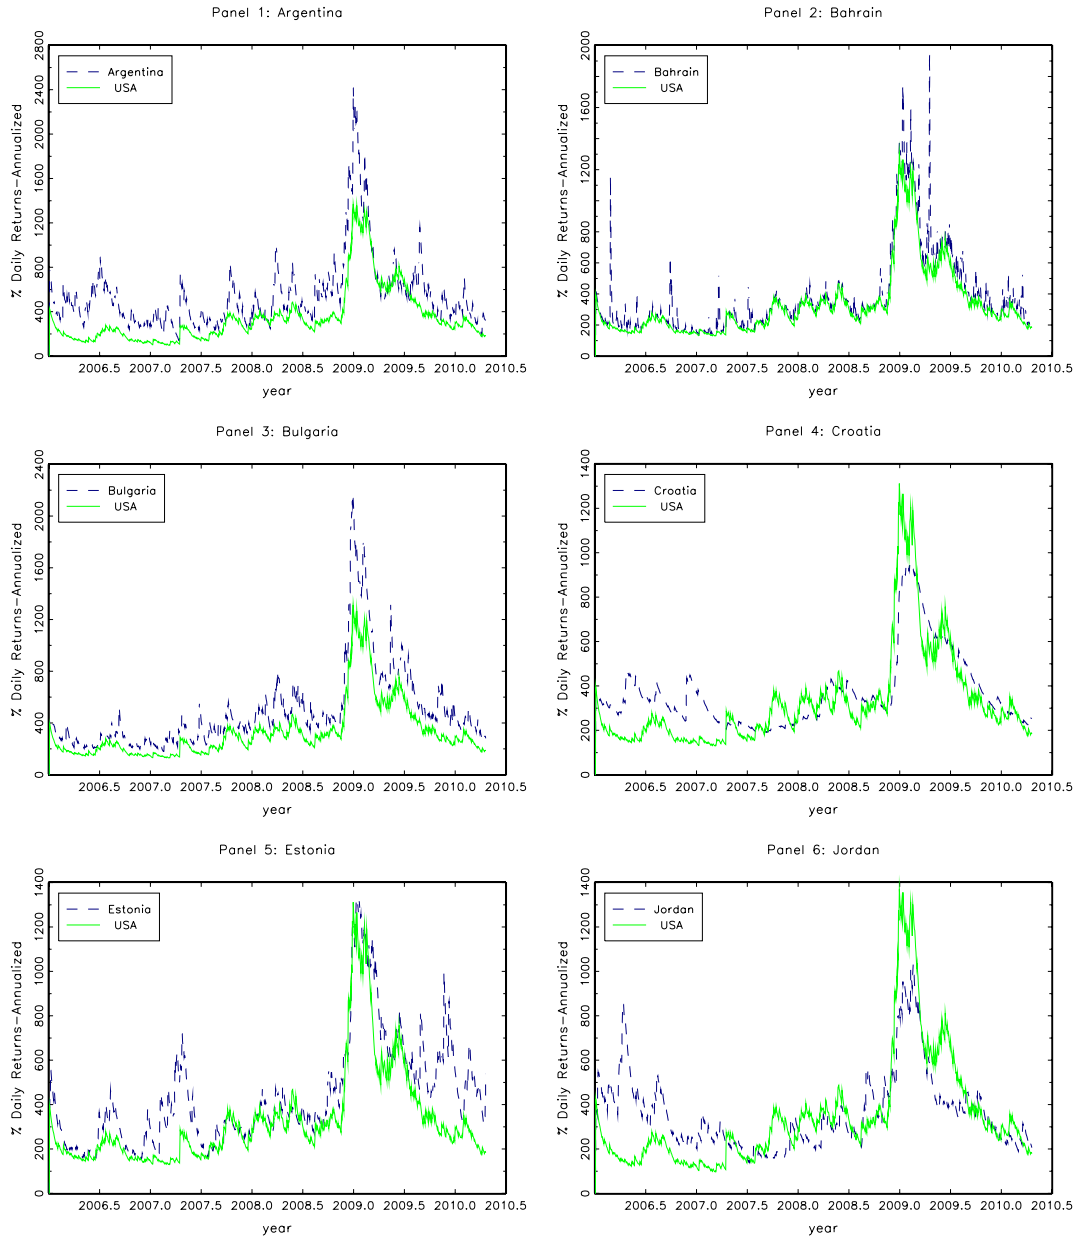 Panel 1: Argentina
% Daily Returns-Annualized
0 400 800 1200 1600 2000 2400 2800
Argentina
USA
2006.5 2007.0 2007.5 2008.0 2008.5 2009.0 2009.5 2010.0 2010.5
year
Panel 2: Bahrain
% Daily Returns-Annualized
0 200 400 600 800 1200 1600 2000
Bahrain
USA
2006.5 2007.0 2007.5 2008.0 2008.5 2009.0 2009.5 2010.0 2010.5
year
Panel 3: Bulgaria
% Daily Returns-Annualized
0 400 800 1200 1600 2000 2400
Bulgaria
USA
2006.5 2007.0 2007.5 2008.0 2008.5 2009.0 2009.5 2010.0 2010.5
year
Panel 4: Croatia
% Daily Returns-Annualized
0 200 400 600 800 1000 1200 1400
Croatia
USA
2006.5 2007.0 2007.5 2008.0 2008.5 2009.0 2009.5 2010.0 2010.5
year
Panel 5: Estonia
% Daily Returns-Annualized
0 200 400 600 800 1000 1200 1400
Estonia
USA
2006.5 2007.0 2007.5 2008.0 2008.5 2009.0 2009.5 2010.0 2010.5
year
Panel 6: Jordan
% Daily Returns-Annualized
0 200 400 600 800 1000 1200 1400
Jordan
USA
2006.5 2007.0 2007.5 2008.0 2008.5 2009.0 2009.5 2010.0 2010.5
year